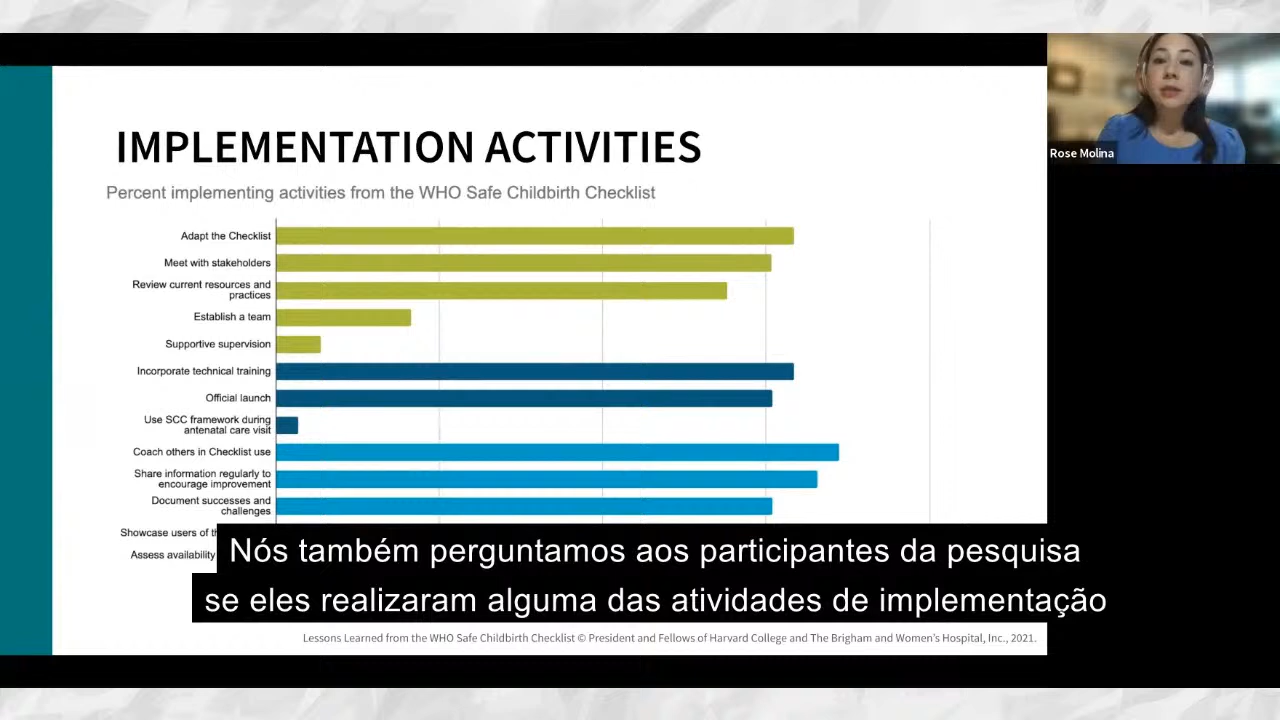 IMPLEMENTATION ACTIVITIES
Percent implementing activities from the WHO Safe Childbirth Checklist
Rose Molina
Adapt the Checklist
Meet with stakeholders
Review current resources and
practices
Establish a team
Supportive supervision
Incorporate technical training
Official launch
Use SCC framework during
antenatal care visit
Coach others in Checklist use
Share information regularly to
encourage improvement
Document successes and
challenges
Showcase users of
Assess availability
Nós também perguntamos aos participantes da pesquisa
se eles realizaram alguma das atividades de implementação
Lessons Learned from the WHO Safe Childbirth Checklist © President and Fellows of Harvard College and The Brigham and Women's Hospital, Inc., 2021.